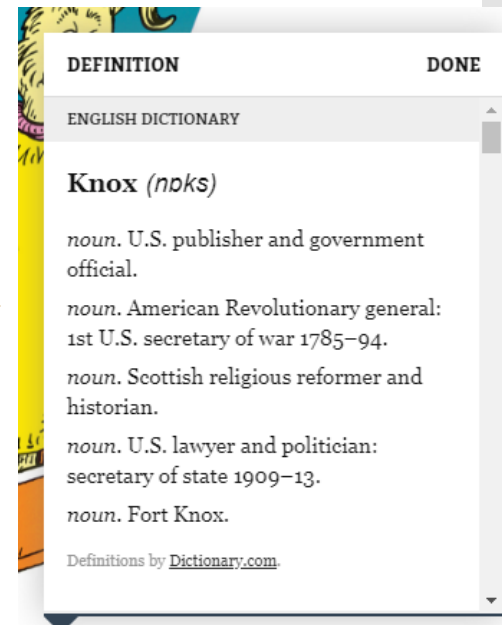 DEFINITION DONE
ENGLISH DICTIONARY
Knox (nɒks)
noun. U.S. publisher and government
official.
noun. American Revolutionary general:
1st U.S. secretary of war 1785–94.
noun. Scottish religious reformer and
historian.
noun. U.S. lawyer and politician:
secretary of state 1909–13.
noun. Fort Knox.
Definitions by Dictionary.com.